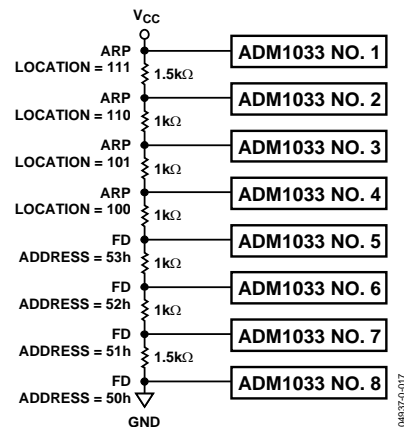 VCC
ARP
LOCATION = 111
ADM1033 NO. 1
1.5kΩ
ARP
LOCATION = 110
ADM1033 NO. 2
1kΩ
ARP
LOCATION = 101
ADM1033 NO. 3
1kΩ
ARP
LOCATION = 100
ADM1033 NO. 4
1kΩ
FD
ADDRESS = 53h
ADM1033 NO. 5
1kΩ
FD
ADDRESS = 52h
ADM1033 NO. 6
1kΩ
FD
ADDRESS = 51h
ADM1033 NO. 7
1.5kΩ
FD
ADDRESS = 50h
ADM1033 NO. 8
GND
04937-0-017